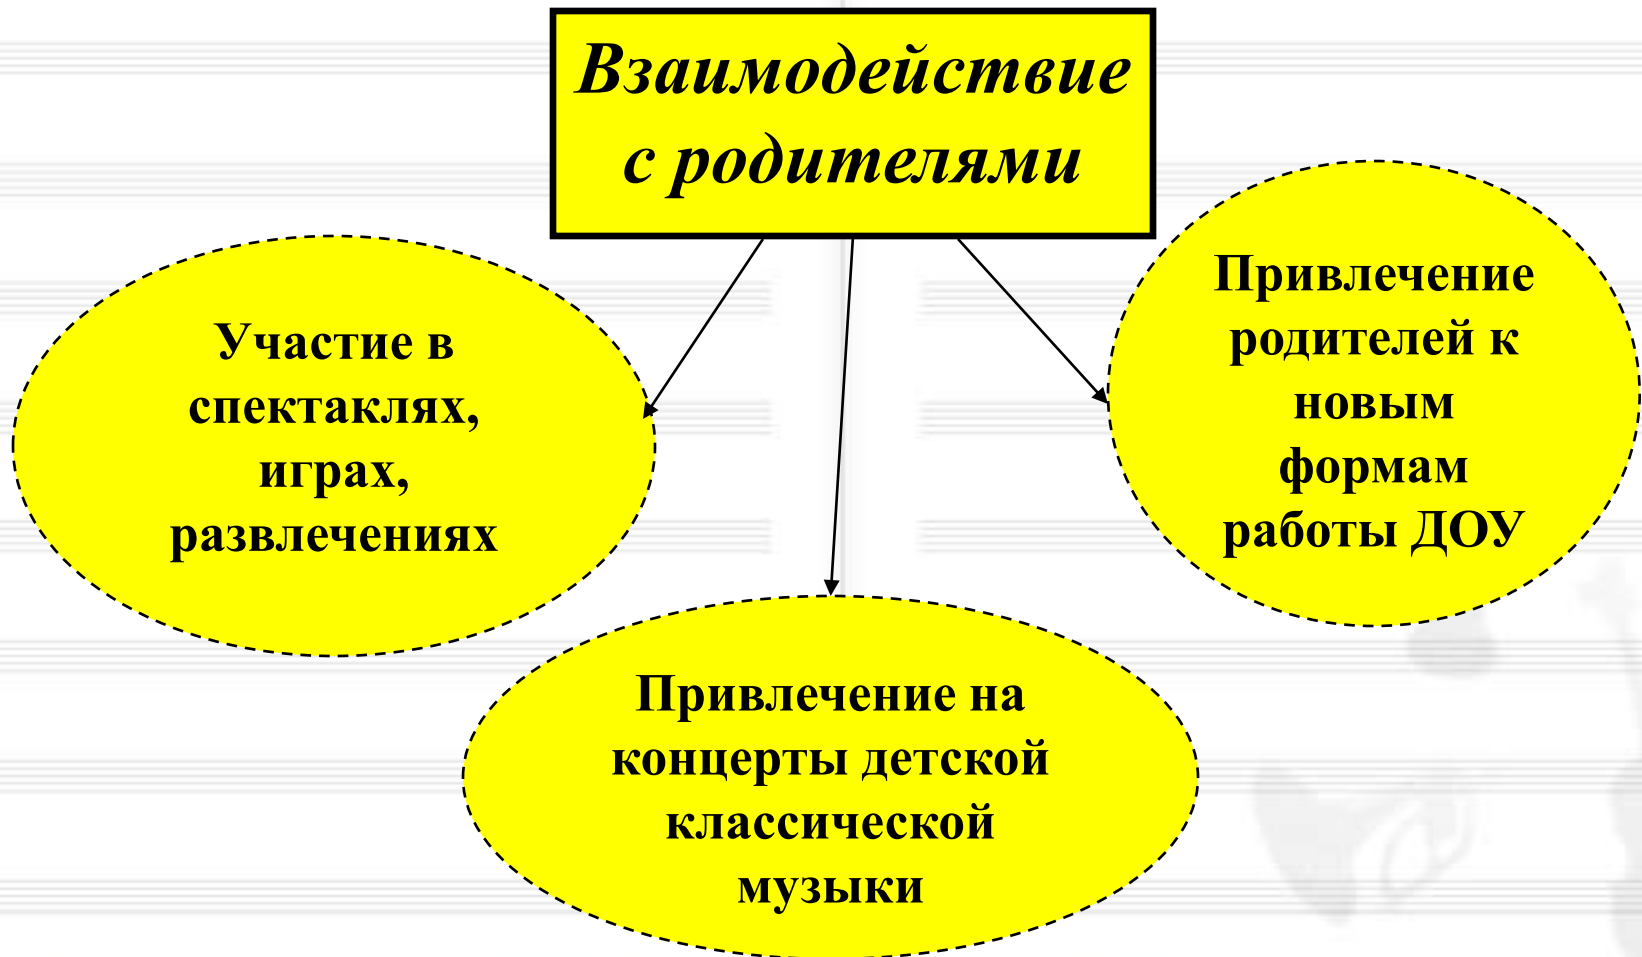 Взаимодействие
с родителями
Участие в
спектаклях,
играх,
развлечениях
Привлечение на
концерты детской
классической
музыки
Привлечение
родителей к
новым
формам
работы ДОУ